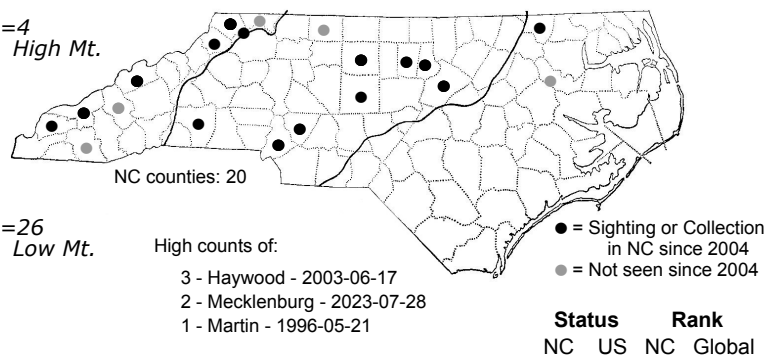 =4
High Mt.
NC counties: 20
=26
Low Mt.
High counts of:
3 - Haywood - 2003-06-17
2 - Mecklenburg - 2023-07-28
1 - Martin - 1996-05-21
= Sighting or Collection
in NC since 2004
= Not seen since 2004
Status Rank
NC US NC Global